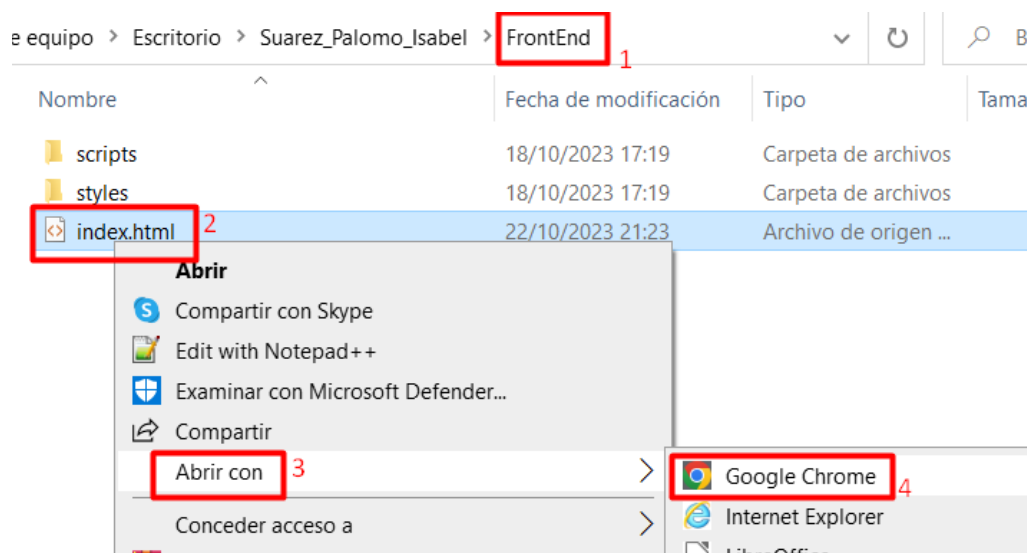 e equipo > Escritorio > Suarez_Palomo_Isabel > FrontEnd
1
Nombre Fecha de modificación Tipo Tama
scripts 18/10/2023 17:19 Carpeta de archivos
styles 18/10/2023 17:19 Carpeta de archivos
index.html 2 22/10/2023 21:23 Archivo de origen ...
Abrir
Compartir con Skype
Edit with Notepad++
Examinar con Microsoft Defender...
Compartir
Abrir con 3
Google Chrome 4
Conceder acceso a
Internet Explorer
LibreOffice